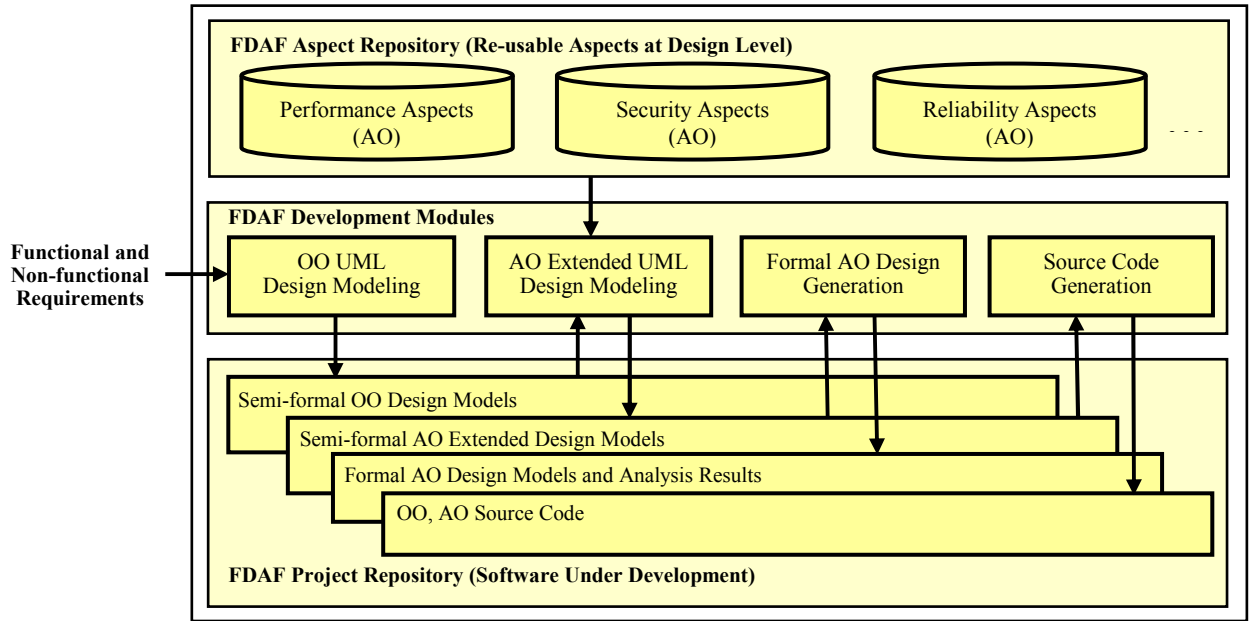 FDAF Aspect Repository (Re-usable Aspects at Design Level)
Performance Aspects
(AO)
Security Aspects
(AO)
Reliability Aspects
(AO)
- - -
FDAF Development Modules
Functional and
Non-functional
Requirements
OO UML
Design Modeling
AO Extended UML
Design Modeling
Formal AO Design
Generation
Source Code
Generation
Semi-formal OO Design Models
Semi-formal AO Extended Design Models
Formal AO Design Models and Analysis Results
OO, AO Source Code
FDAF Project Repository (Software Under Development)